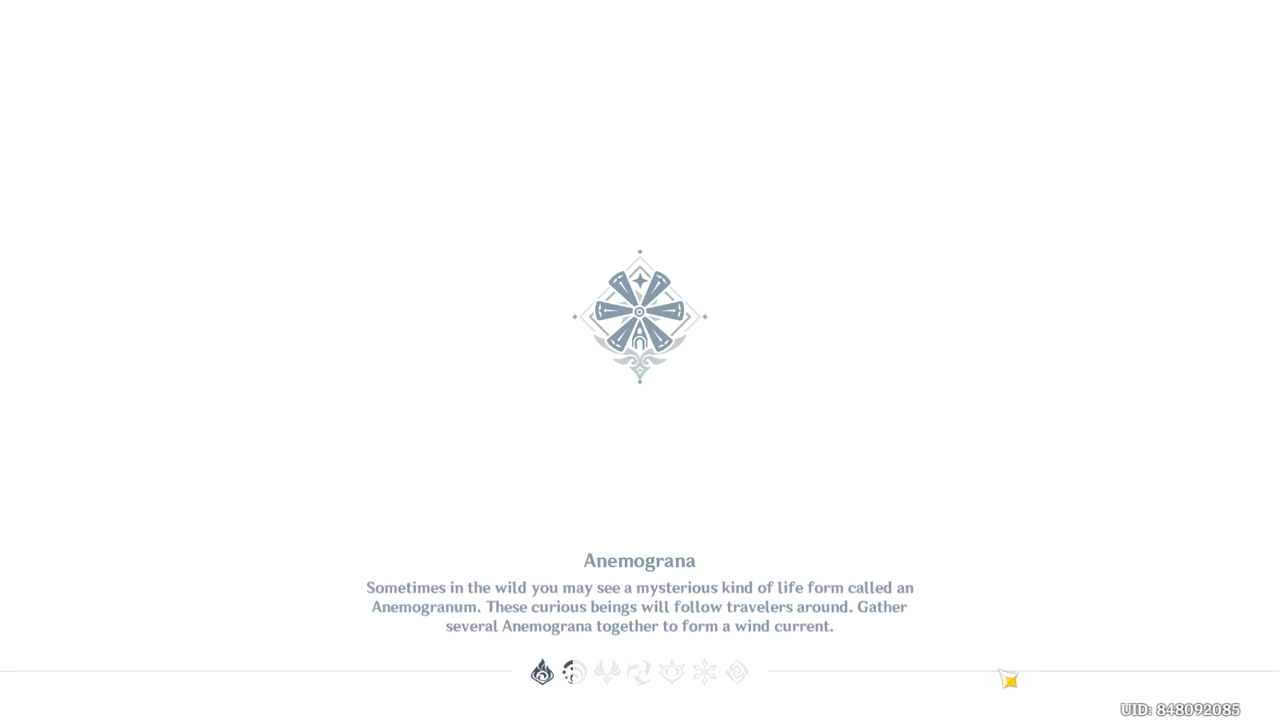 Anemograna
Sometimes in the wild you may see a mysterious kind of life form called an
Anemogranum. These curious beings will follow travelers around. Gather
several Anemograna together to form a wind current.
UID: 848092085